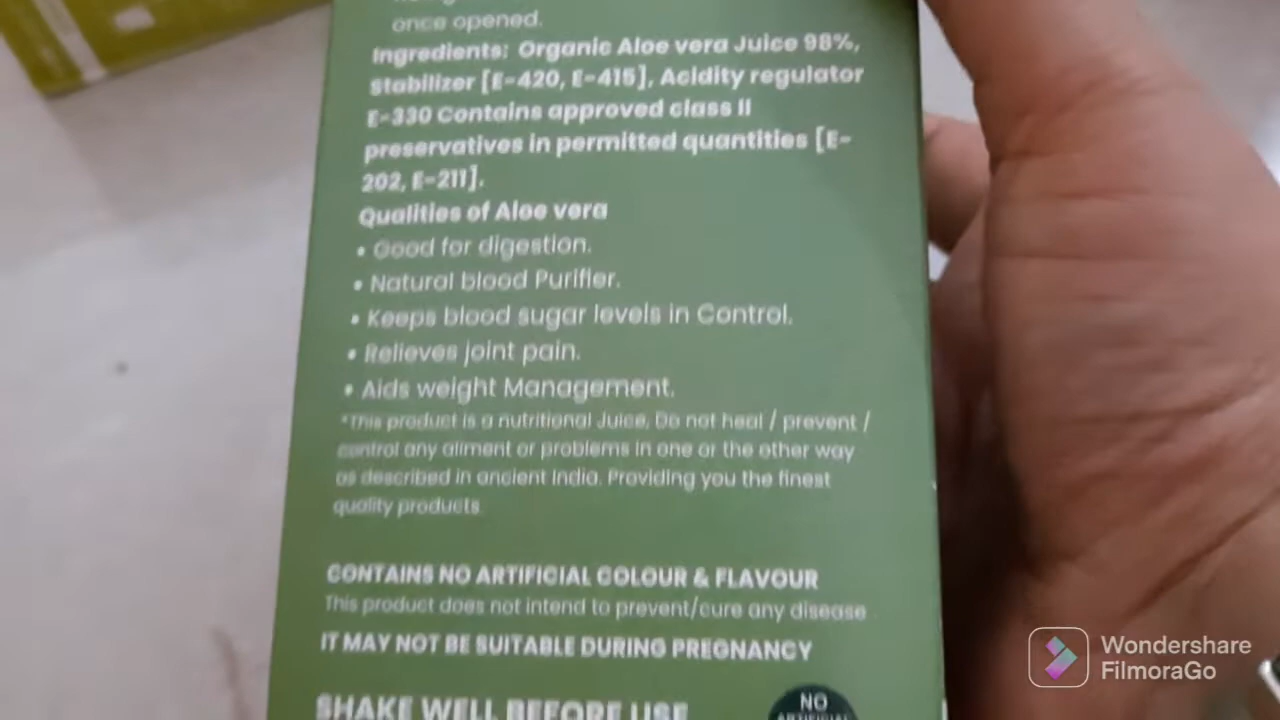 once opened.
Ingredients: Organic Aloe vera Juice 98%,
Stabilizer [E-420, E-415], Acidity regulator
E-330 Contains approved class II
preservatives in permitted quantities [E-
202, E-211].
Qualities of Aloe vera
• Good for digestion.
• Natural blood Purifier.
• Keeps blood sugar levels in Control.
• Relieves joint pain.
• Aids weight Management.
*This product is a nutritional Juice, Do not heal / prevent /
control any aliment or problems in one or the other way
as described in ancient India. Providing you the finest
quality products
CONTAINS NO ARTIFICIAL COLOUR & FLAVOUR
This product does not intend to prevent/cure any disease
IT MAY NOT BE SUITABLE DURING PREGNANCY
SHAKE WELL BEFORE USE
NO
ARTIFICIAL
Wondershare
FilmoraGo